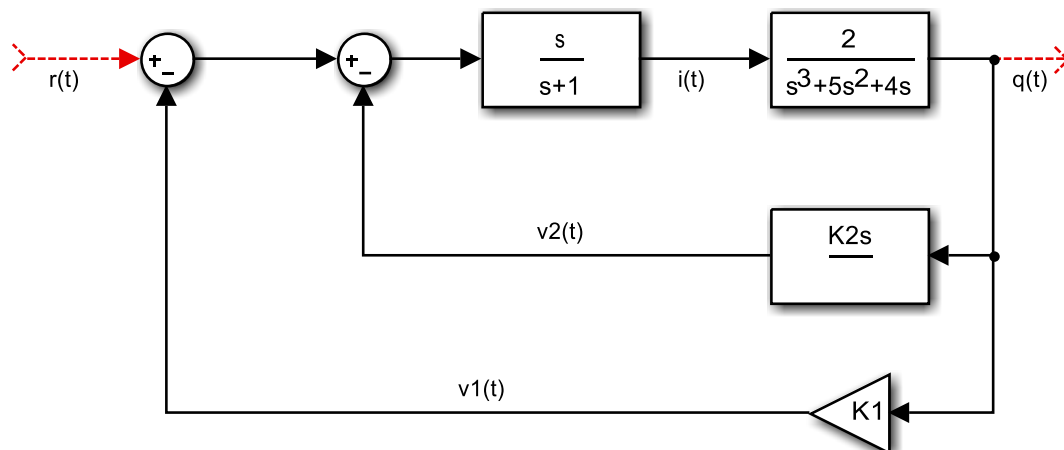 r(t)
+
−
+
−
s
s+1
i(t)
2
s3+5s2+4s
q(t)
v2(t)
K2s
v1(t)
K1